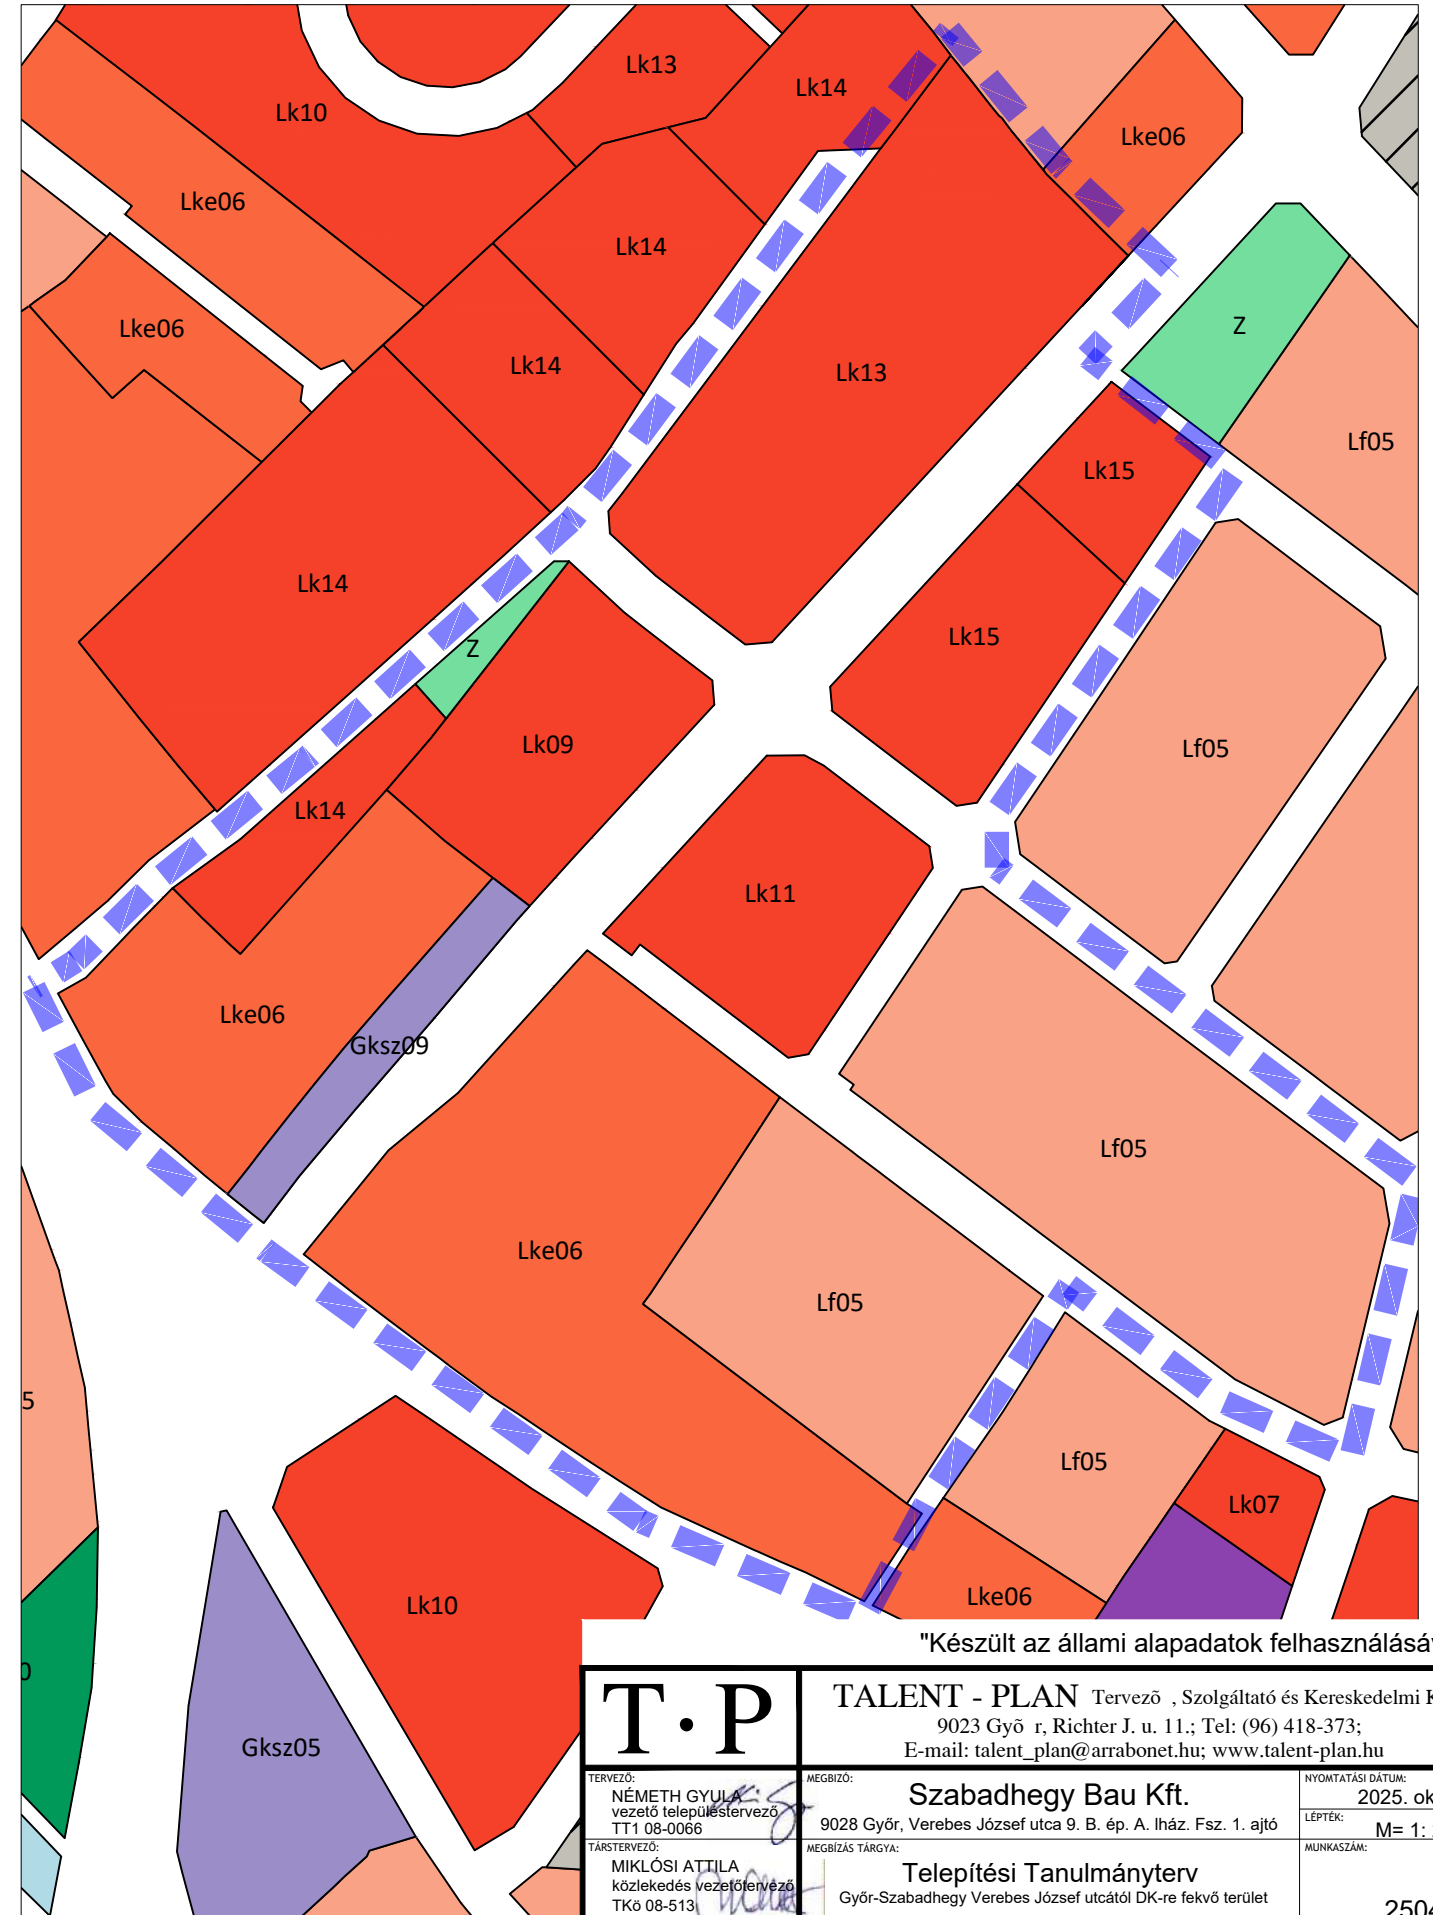 Lk13
Lk14
Lk10
Lke06
Lke06
Lk14
Z
Lke06
Lk14
Lk13
Lf05
Lk15
Lk14
Lk15
Z
Lk09
Lf05
Lk14
Lk11
Lke06
Gksz09
Lf05
Lke06
Lf05
5
Lf05
Lk07
Lke06
Lk10
0
Gksz05
"Készült az állami alapadatok felhasználásá
T·P
TALENT - PLAN Tervezõ , Szolgáltató és Kereskedelmi K
9023 Gyõ r, Richter J. u. 11.; Tel: (96) 418-373;
E-mail: talent_plan@arrabonet.hu; www.talent-plan.hu
TERVEZŐ:
NÉMETH GYULA
vezető településtervező
TT1 08-0066
MEGBIZÓ:
Szabadhegy Bau Kft.
9028 Győr, Verebes József utca 9. B. ép. A. lház. Fsz. 1. ajtó
NYOMTATÁSI DÁTUM:
2025. ok
LÉPTÉK:
M= 1:
TÁRSTERVEZŐ:
MIKLÓSI ATTILA
közlekedés vezetőtervező
TKö 08-513
MEGBÍZÁS TÁRGYA:
Telepítési Tanulmányterv
Győr-Szabadhegy Verebes József utcától DK-re fekvő terület
MUNKASZÁM:
2504